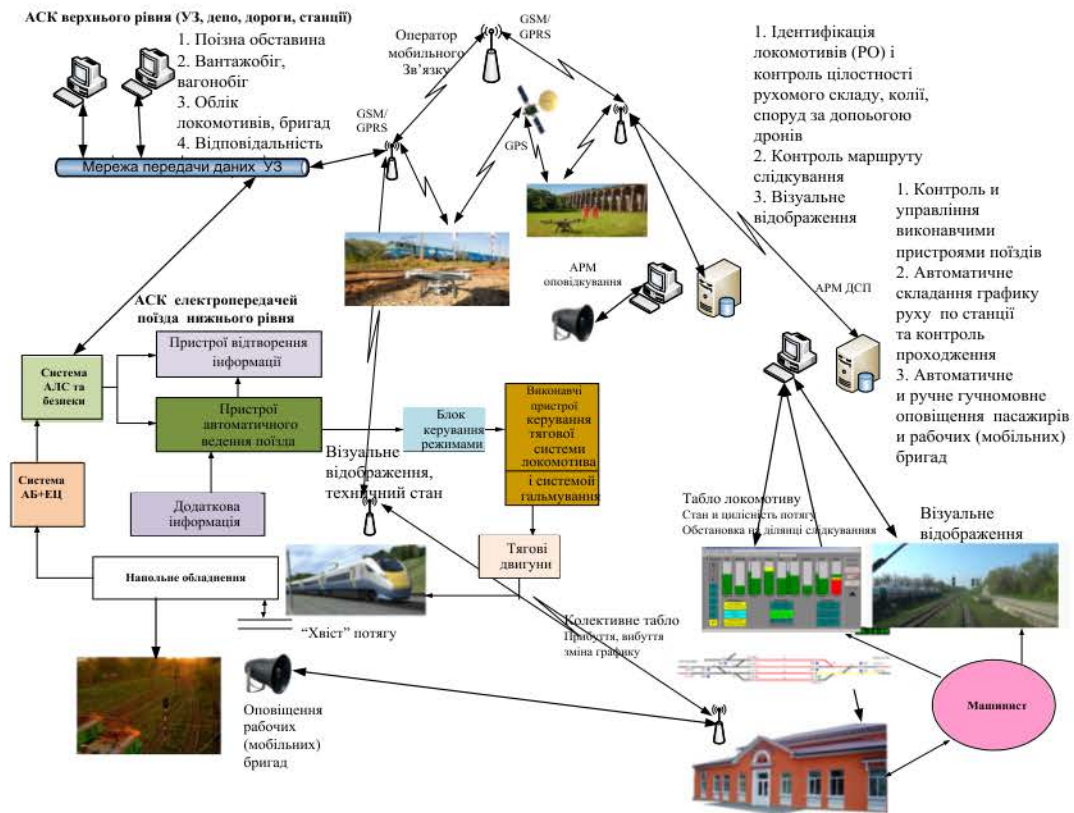 АСК верхнього рівня (УЗ, депо, дороги, станції)
1. Поїзна обставина
2. Вантажобіг,
вагонобіг
3. Облік
локомотивів, бригад
4. Відповідальність
Мережа передачи даних УЗ
Оператор
мобильного
Зв’язку
GSM/
GPRS
GSM/
GPRS
GPS
1. Ідентифікація
локомотивів (РО) і
контроль цілостності
рухомого складу, колії,
споруд за допоьогою
дронів
2. Контроль маршруту
слідкування
3. Візуальне
відображення
1. Контроль и
управління
виконавчими
пристроями поїздів
2. Автоматичне
складання графику
руху по станції
та контроль
проходження
3. Автоматичне
и ручне гучномовне
оповіщення пасажирів
и рабочих (мобільних)
бригад
АРМ
оповідкування
АРМ ДСП
АСК електропередачей
поїзда нижнього рівня
Пристрої відтворення
інформації
Система
АЛС та
безпеки
Пристрої
автоматичного
ведення поїзда
Блок
керування
режимами
Виконавчі
пристрої
керування
тягової
системи
локомотива
і системой
гальмування
Візуальне
відображення,
техничний стан
Система
АБ+ЕЦ
Додаткова
інформація
Тягові
двигуни
Напольне обладнення
“Хвіст” потягу
Табло локомотиву
Стан и цилісність потягу
Обстановка на ділянці слідкуванняя
Візуальне
відображення
Колективне табло
Прибуття, вибуття
зміна графику
Машинист
Оповіщення
рабочих
(мобільних)
бригад